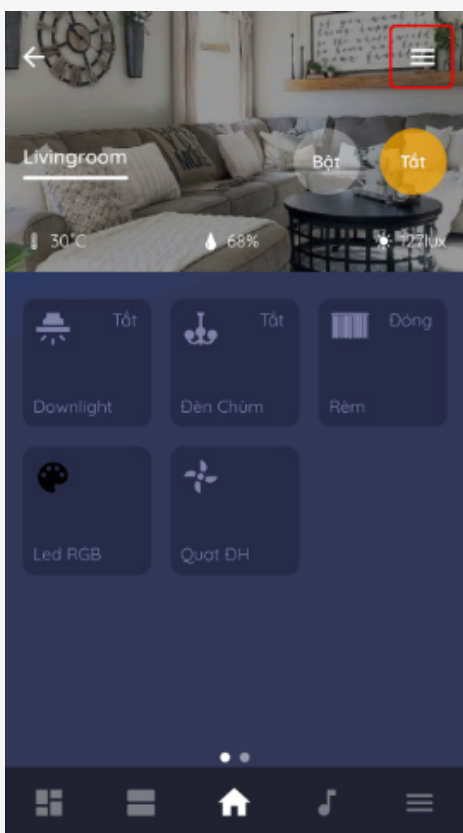 Livingroom
Bật
Tắt
30°C
68%
127lux
Tắt
Tắt
Đóng
Downlight
Đèn Chùm
Rèm
Led RGB
Quạt ĐH